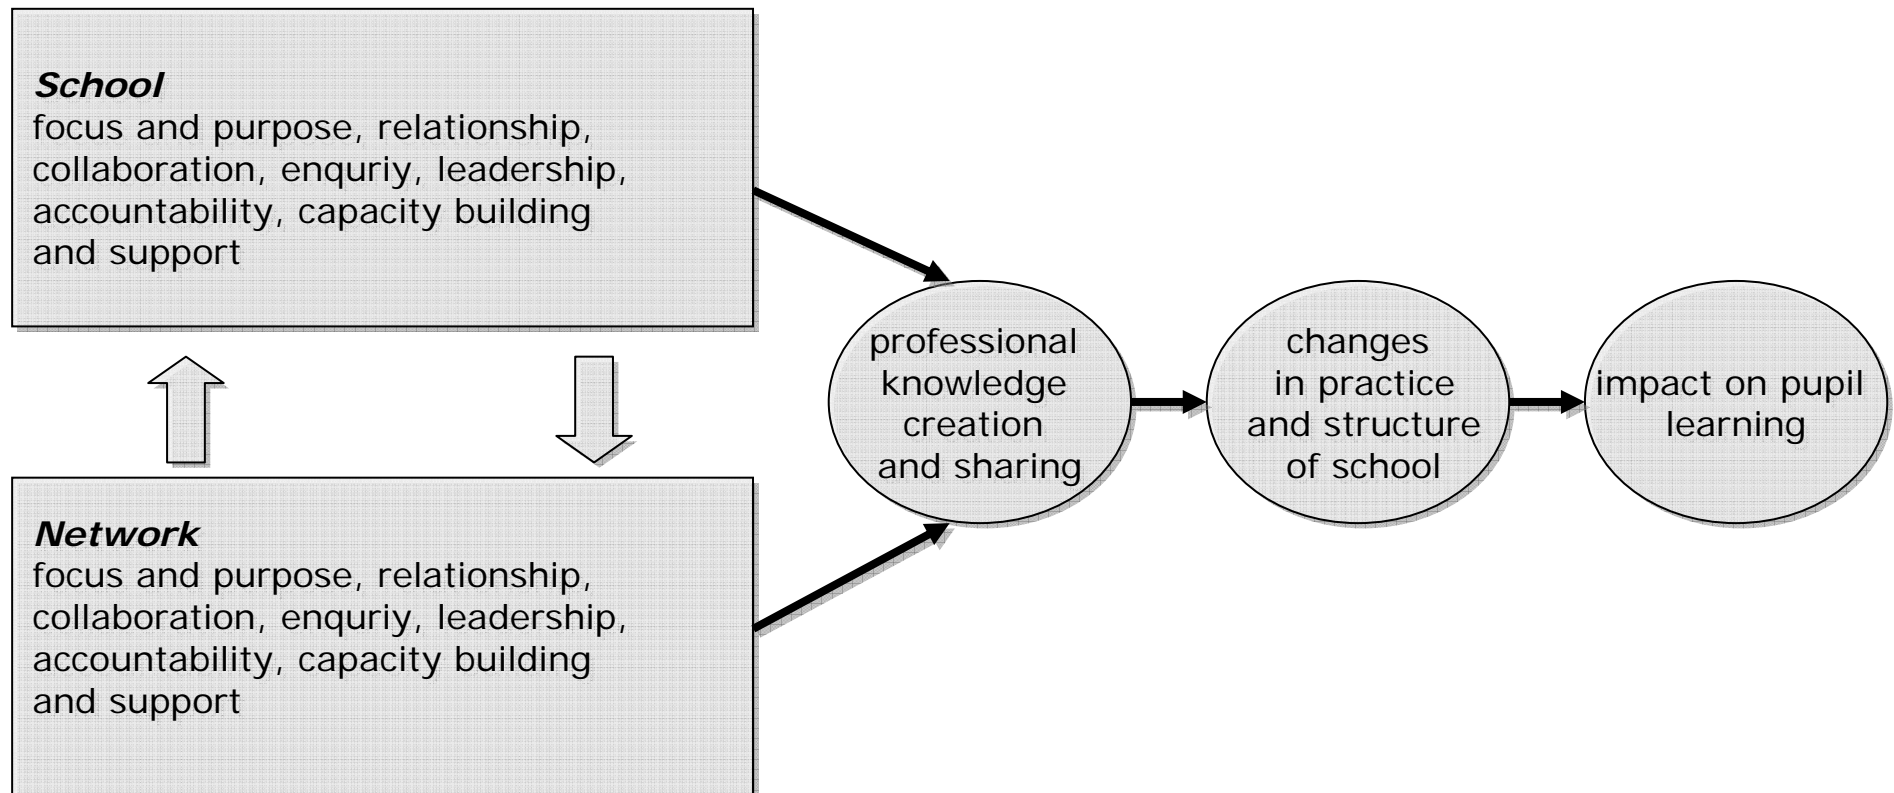 School
focus and purpose, relationship,
collaboration, enquriy, leadership,
accountability, capacity building
and support
Network
focus and purpose, relationship,
collaboration, enquriy, leadership,
accountability, capacity building
and support
professional
knowledge
creation
and sharing
changes
in practice
and structure
of school
impact on pupil
learning